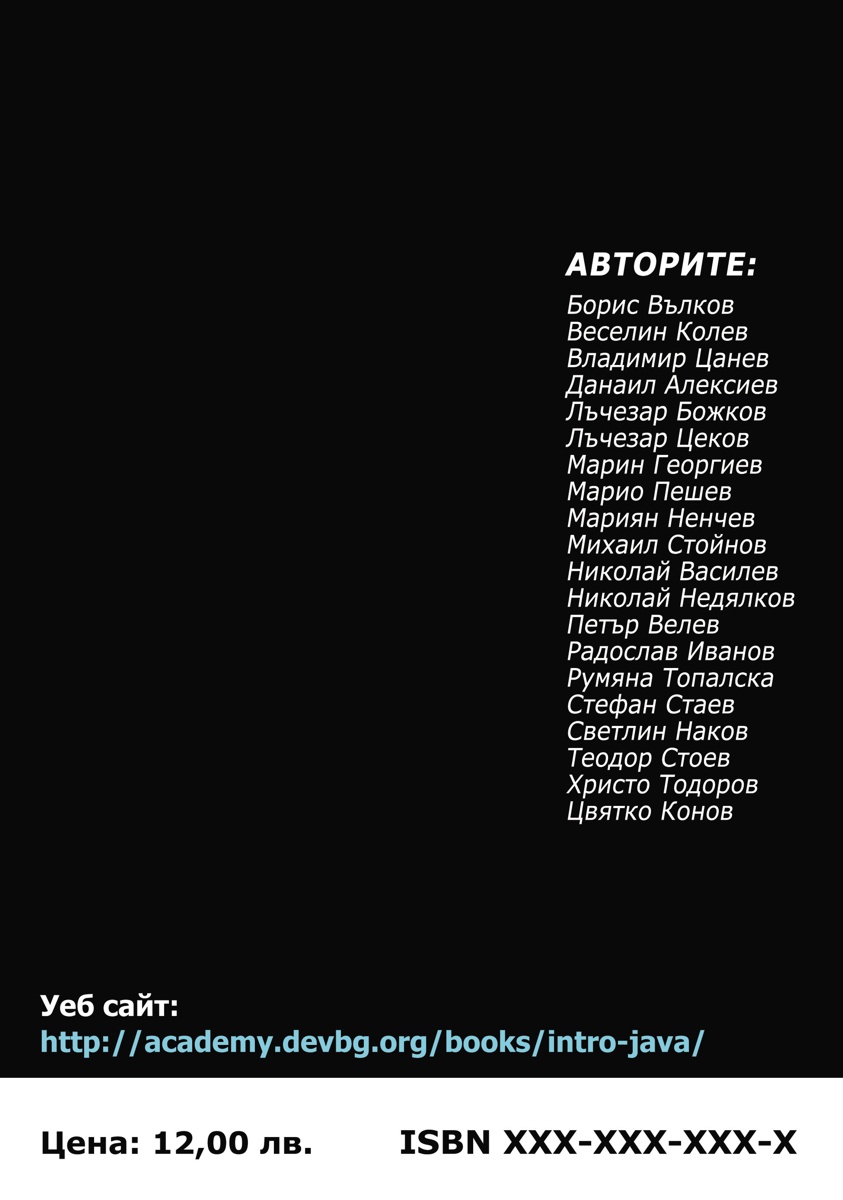 АВТОРИТЕ:
Борис Вълков
Веселин Колев
Владимир Цанев
Данаил Алексиев
Лъчезар Божков
Лъчезар Цеков
Марин Георгиев
Марио Пешев
Мариян Ненчев
Михаил Стойнов
Николай Василев
Николай Недялков
Петър Велев
Радослав Иванов
Румяна Топалска
Стефан Стаев
Светлин Наков
Теодор Стоев
Христо Тодоров
Цвятко Конов
Уеб сайт:
http://academy.devbg.org/books/intro-java/
Цена: 12,00 лв. ISBN XXX-XXX-XXX-X